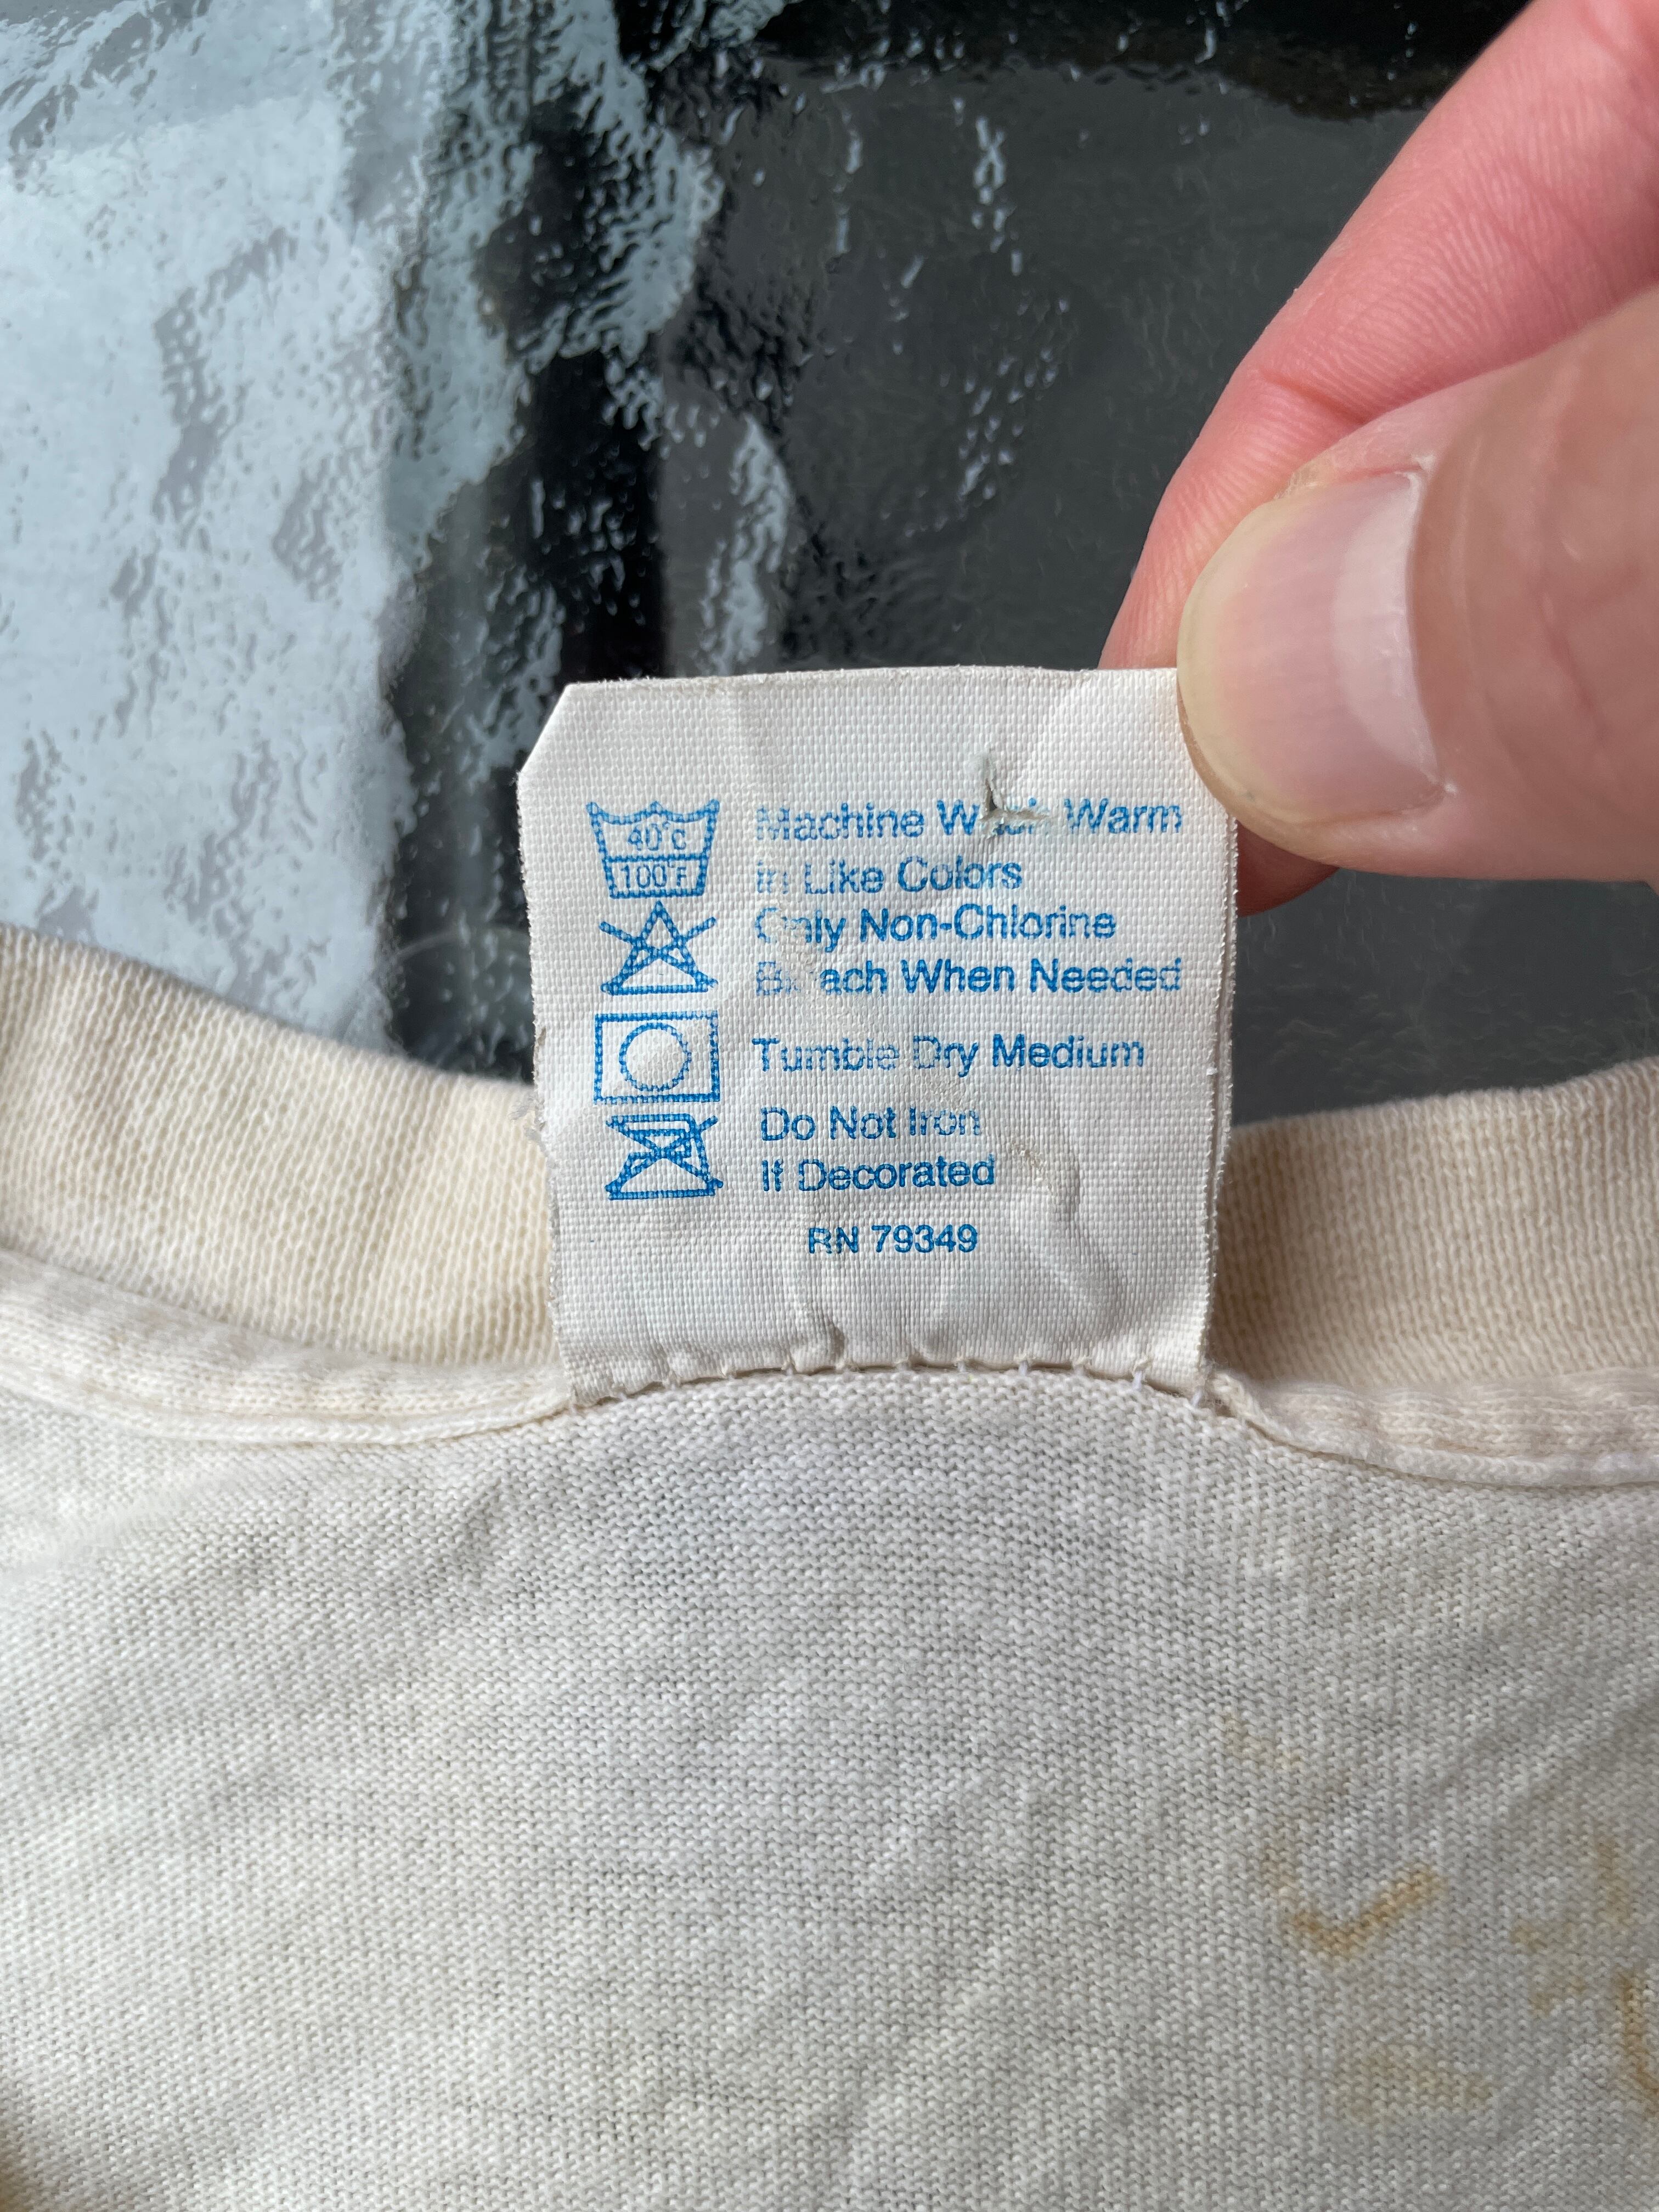 40°C
100°F
Machine Wash Warm
in Like Colors
Only Non-Chlorine
Bleach When Needed
Tumble Dry Medium
Do Not Iron
If Decorated
RN 79349